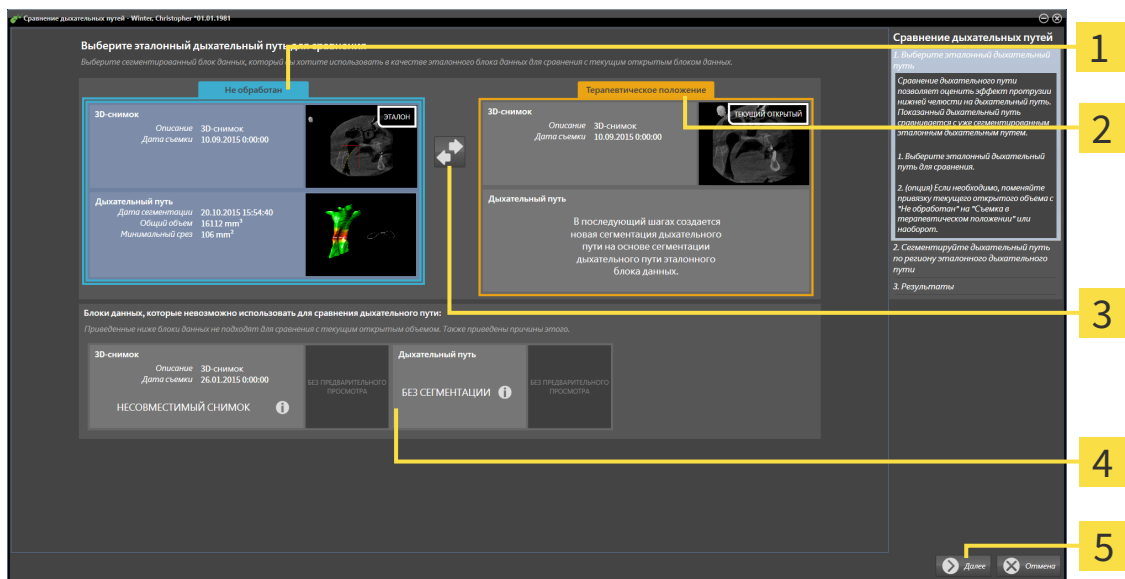 Сравнение дыхательных путей - Winter, Christopher *01.01.1981
Выберите эталонный дыхательный путь для сравнения
Выберите сегментированный блок данных, который вы хотите использовать в качестве эталонного блока данных для сравнения с текущим открытым блоком данных.
Не обработан
3D-снимок
Описание 3D-снимок
Дата съемки 10.09.2015 0:00:00
ЭТАЛОН
Дыхательный путь
Дата сегментации 20.10.2015 15:54:40
Общий объем 16112 mm³
Минимальный срез 106 mm²
Терапевтическое положение
3D-снимок
Описание 3D-снимок
Дата съемки 10.09.2015 0:00:00
ТЕКУЩИЙ ОТКРЫТЫЙ
Дыхательный путь
В последующий шагах создается
новая сегментация дыхательного
пути на основе сегментации
дыхательного пути эталонного
блока данных.
Блоки данных, которые невозможно использовать для сравнения дыхательного пути:
Приведенные ниже блоки данных не подходят для сравнения с текущим открытым объемом. Также приведены причины этого.
3D-снимок
Описание 3D-снимок
Дата съемки 26.01.2015 0:00:00
НЕСОВМЕСТИМЫЙ СНИМОК
БЕЗ ПРЕДВАРИТЕЛЬНОГО
ПРОСМОТРА
Дыхательный путь
БЕЗ СЕГМЕНТАЦИИ
БЕЗ ПРЕДВАРИТЕЛЬНОГО
ПРОСМОТРА
Сравнение дыхательных путей
1. Выберите эталонный дыхательный
путь
Сравнение дыхательного пути
позволяет оценить эффект протрузии
нижней челюсти на дыхательный путь.
Показанный дыхательный путь
сравнивается с уже сегментированным
эталонным дыхательным путем.
1. Выберите эталонный дыхательный
путь для сравнения.
2. (опция) Если необходимо, поменяйте
привязку текущего открытого объема с
"Не обработан" на "Съемка в
терапевтическом положении" или
наоборот.
2. Сегментируйте дыхательный путь
по региону эталонного дыхательного
пути
3. Результаты
Далее
Отмена
1
2
3
4
5